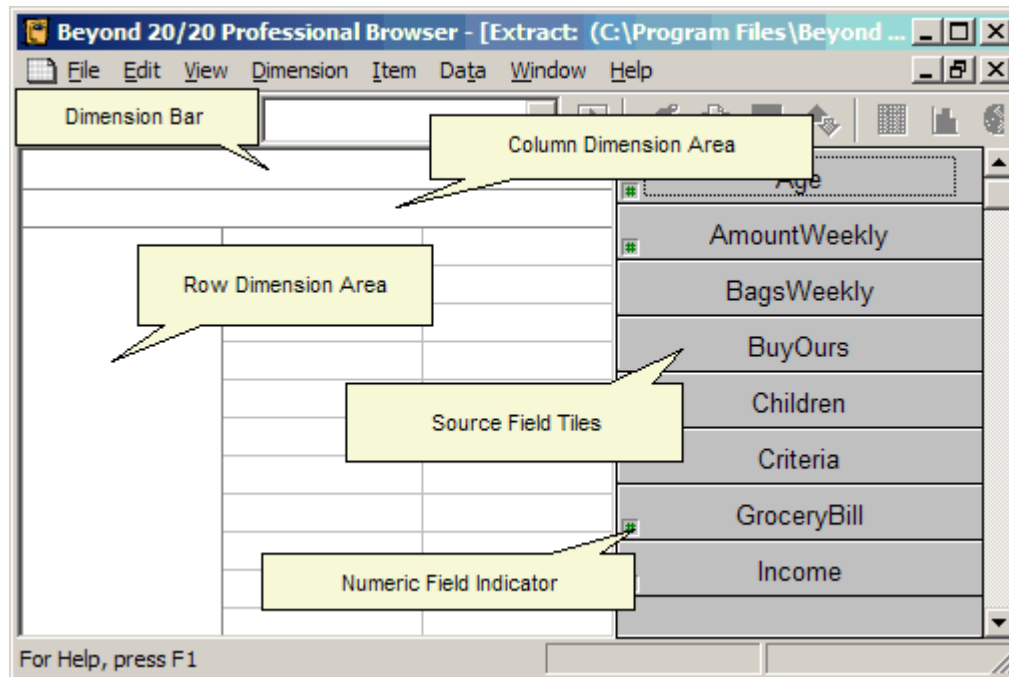 Beyond 20/20 Professional Browser - [Extract: (C:\Program Files\Beyond ...
File Edit View Dimension Item Data Window Help
Dimension Bar
Column Dimension Area
Age
AmountWeekly
Row Dimension Area
BagsWeekly
BuyOurs
Children
Source Field Tiles
Criteria
GroceryBill
Numeric Field Indicator
Income
For Help, press F1